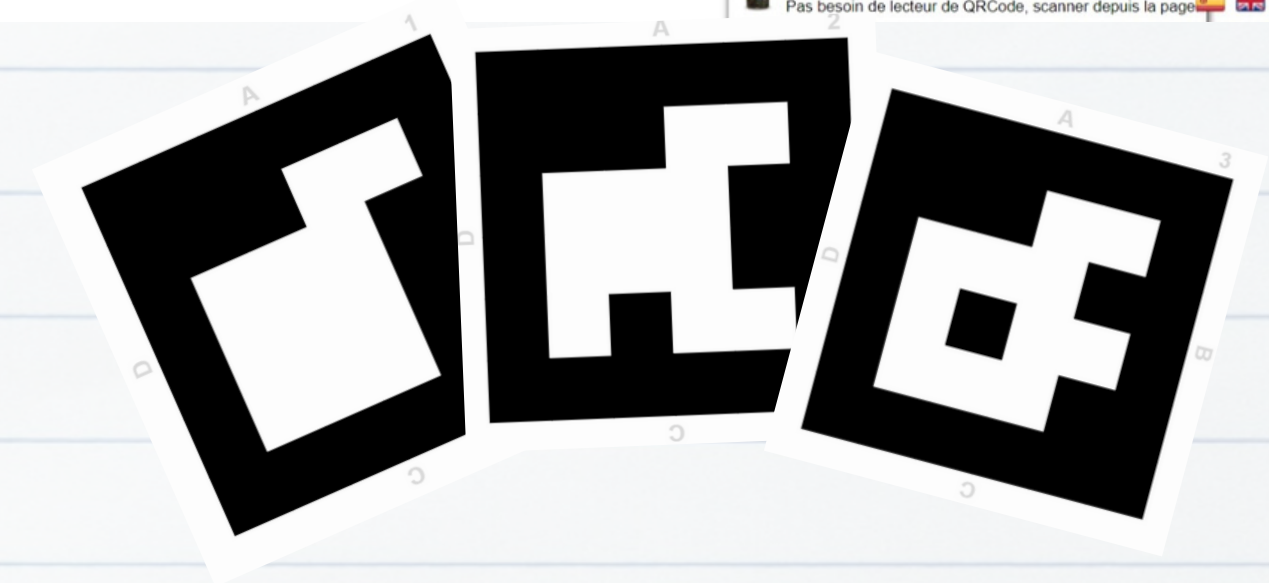 Pas besoin de lecteur de QRCode, scanner depuis la page
A 1
D
C
A 2
D
C
A 3
D B
C